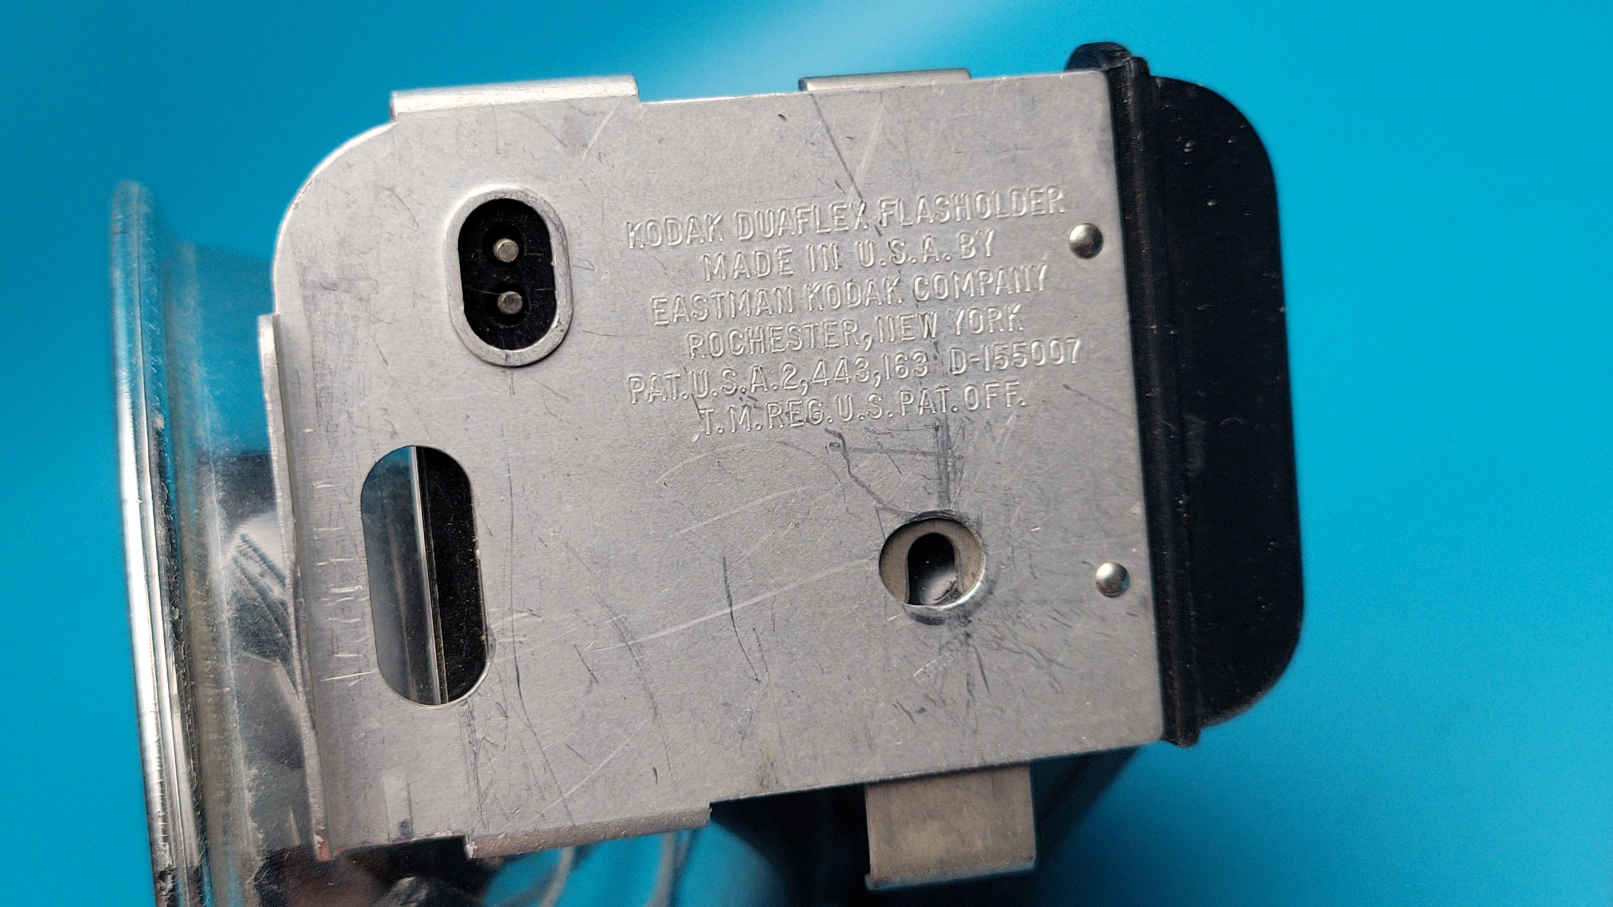 KODAK DUAFLEX FLASHOLDER
MADE IN U.S.A. BY
EASTMAN KODAK COMPANY
ROCHESTER, NEW YORK
PAT. U.S.A. 2,443,163 D-155007
T.M. REG. U.S. PAT. OFF.